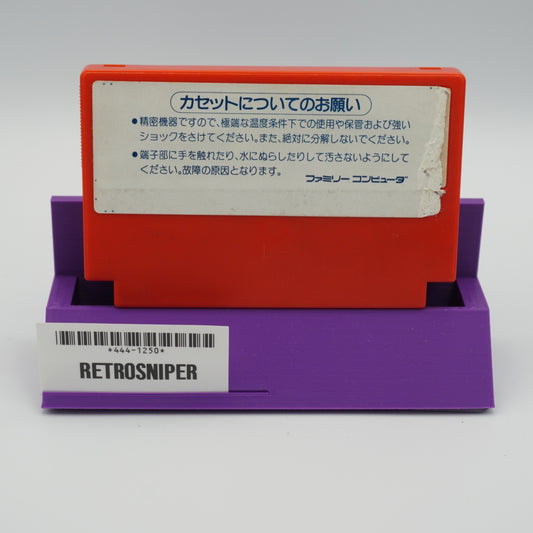 カセットについてのお願い
●精密機器ですので、極端な温度条件下での使用や保管および強い
ショックをさけてください。また、絶対に分解しないでください。
●端子部に手を触れたり、水にぬらしたりして汚さないようにして
ください。故障の原因となります。
ファミリー コンピュータ
*444-1250*
RETROSNIPER